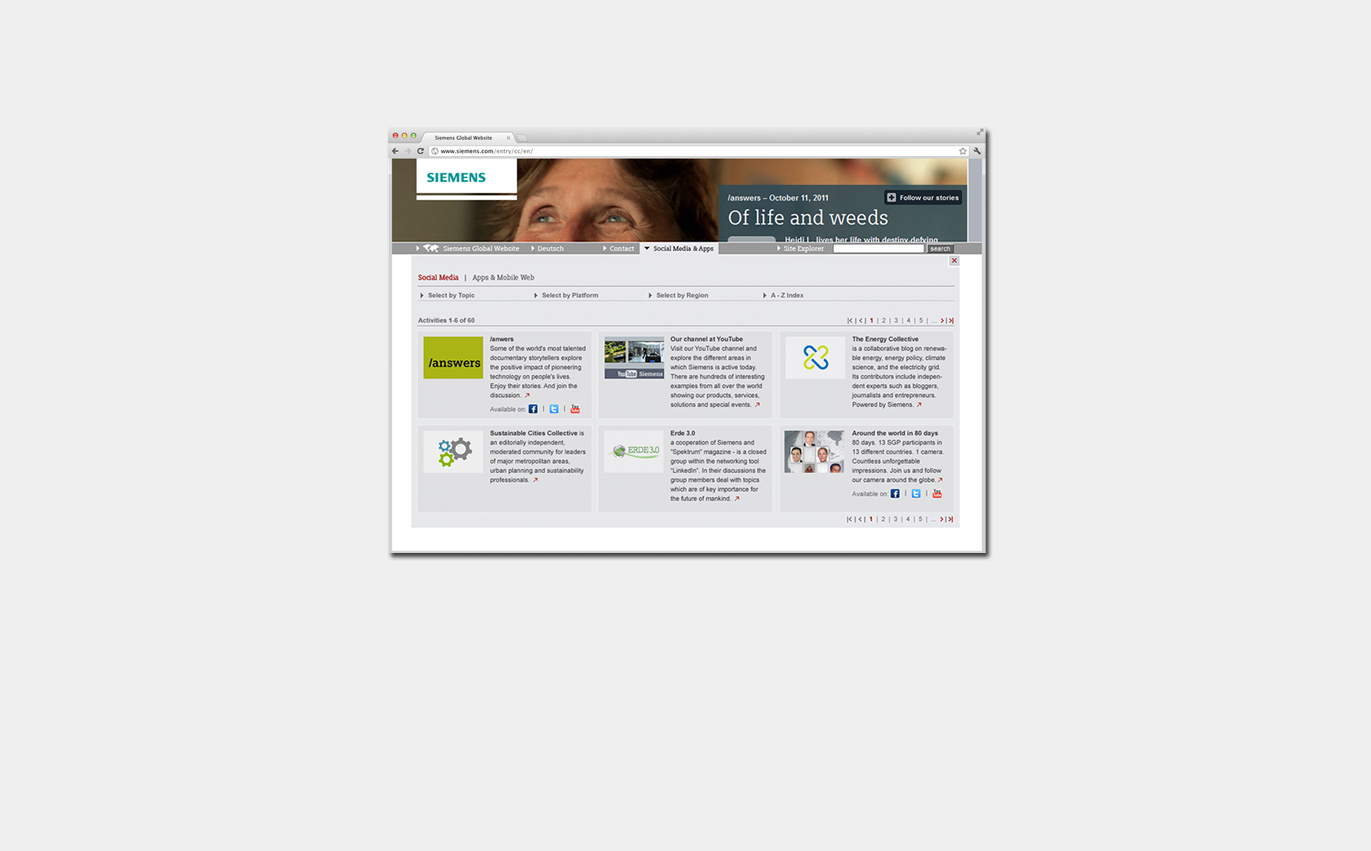 Siemens Global Website
www.siemens.com/entry/cc/en/
SIEMENS
/answers – October 11, 2011
Follow our stories
Of life and weeds
Heidi L. lives her life with destiny-defying
Siemens Global Website
Deutsch
Contact
Social Media & Apps
Site Explorer
search
Social Media | Apps & Mobile Web
Select by Topic
Select by Platform
Select by Region
A - Z Index
Activities 1-6 of 60
1 | 2 | 3 | 4 | 5 | ...
/answers
/anwers
Some of the world's most talented
documentary storytellers explore
the positive impact of pioneering
technology on people's lives.
Enjoy their stories. And join the
discussion.
Available on: f | t | You Tube
YouTube Siemens
Our channel at YouTube
Visit our YouTube channel and
explore the different areas in
which Siemens is active today.
There are hundreds of interesting
examples from all over the world
showing our products, services,
solutions and special events.
The Energy Collective
is a collaborative blog on renewa-
ble energy, energy policy, climate
science, and the electricity grid.
Its contributors include indepen-
dent experts such as bloggers,
journalists and entrepreneurs.
Powered by Siemens.
Sustainable Cities Collective is
an editorially independent,
moderated community for leaders
of major metropolitan areas,
urban planning and sustainability
professionals.
ERDE 3.0
Erde 3.0
a cooperation of Siemens and
"Spektrum" magazine - is a closed
group within the networking tool
"LinkedIn". In their discussions the
group members deal with topics
which are of key importance for
the future of mankind.
Around the world in 80 days
80 days. 13 SGP participants in
13 different countries. 1 camera.
Countless unforgettable
impressions. Join us and follow
our camera around the globe.
Available on: f | t | You Tube
1 | 2 | 3 | 4 | 5 | ...